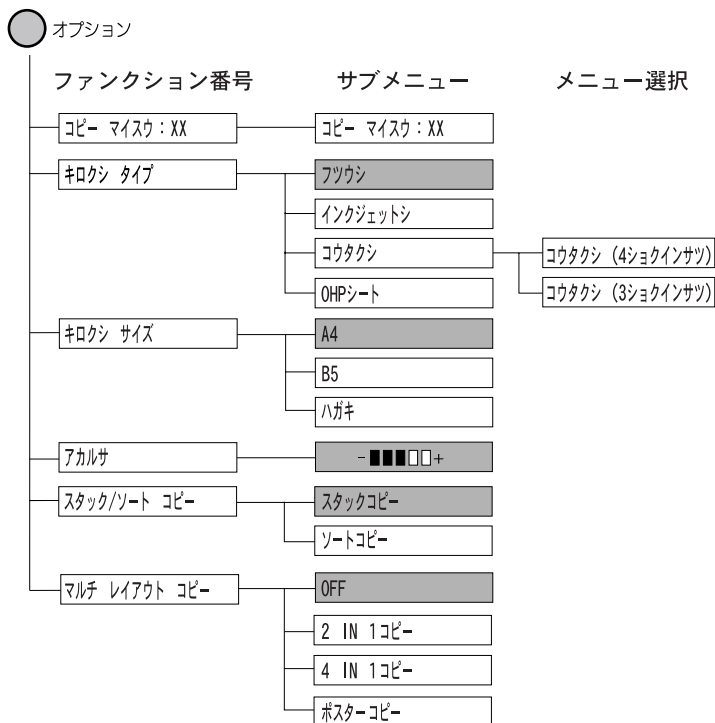 オプション
ファンクション番号 サブメニュー メニュー選択
コピー マイスウ：XX コピー マイスウ：XX
キロクシ タイプ フツウシ
インクジェットシ
コウタクシ コウタクシ (4ショクインサツ)
OHPシート コウタクシ (3ショクインサツ)
キロクシ サイズ A4
B5
ハガキ
アカルサ -■■■□□+
スタック/ソート コピー スタックコピー
ソートコピー
マルチ レイアウト コピー OFF
2 IN 1コピー
4 IN 1コピー
ポスターコピー